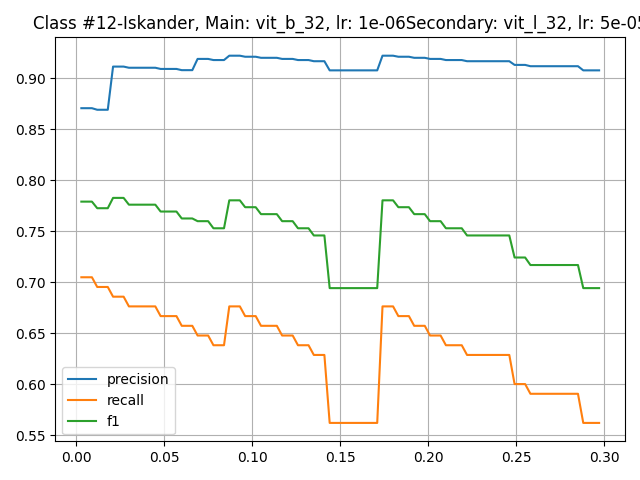 Class #12-Iskander, Main: vit_b_32, lr: 1e-06Secondary: vit_l_32, lr: 5e-05
0.90
0.85
0.80
0.75
0.70
0.65
0.60
0.55
precision
recall
f1
0.00 0.05 0.10 0.15 0.20 0.25 0.30